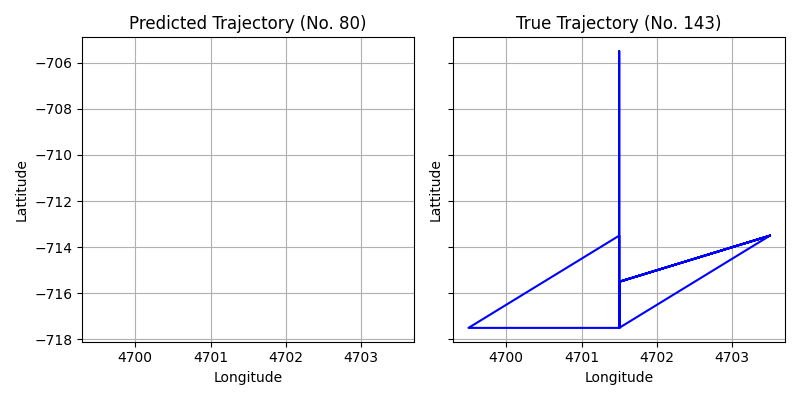 Predicted Trajectory (No. 80)
True Trajectory (No. 143)
−706
−708
−710
−712
−714
−716
−718
Lattitude
Lattitude
4700 4701 4702 4703
4700 4701 4702 4703
Longitude
Longitude